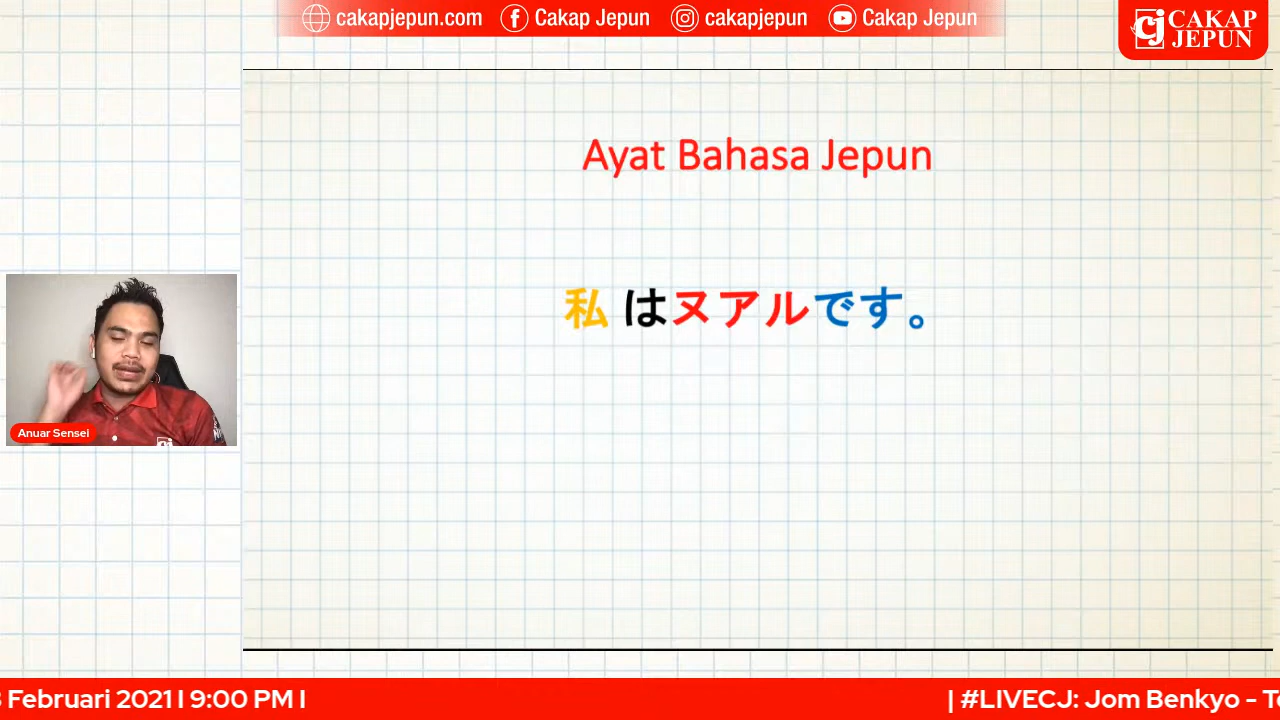 cakapjepun.com Cakap Jepun cakapjepun Cakap Jepun
CAKAP
JEPUN
Ayat Bahasa Jepun
私 はヌアルです。
Anuar Sensei
Februari 2021 I 9:00 PM I
| #LIVECJ: Jom Benkyo -